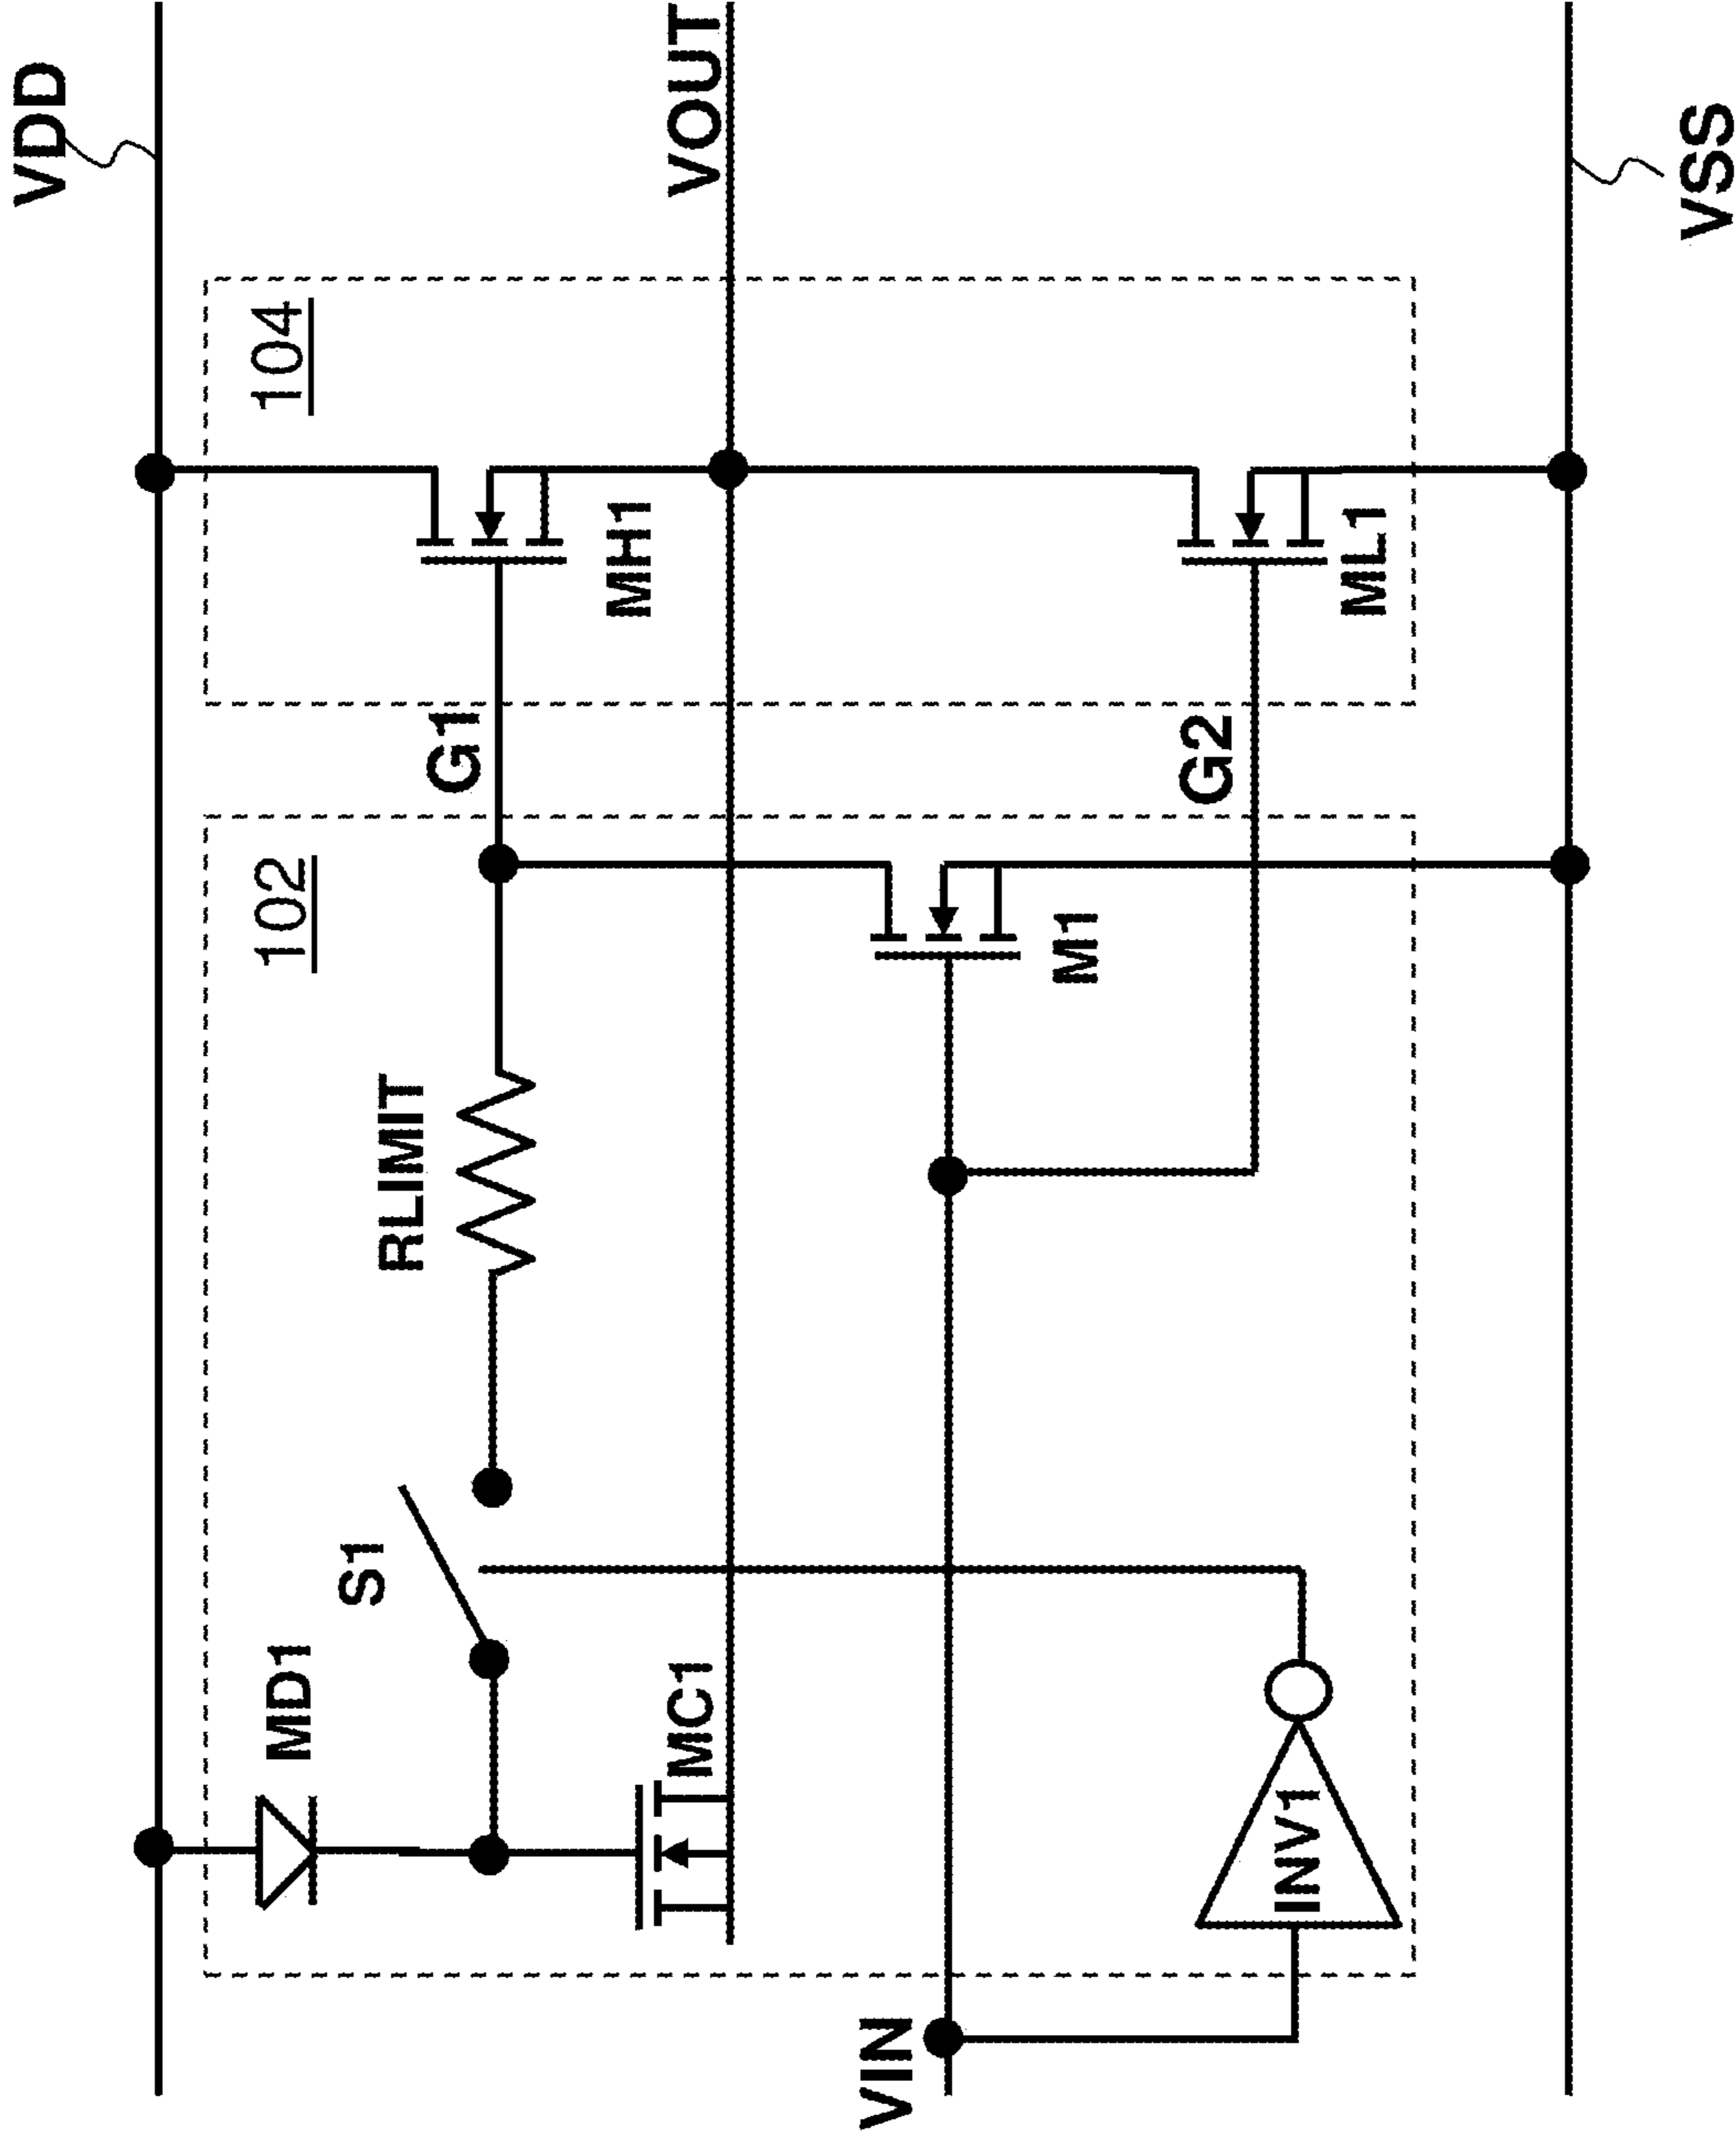 VDD
102
104
MD1
S1
RLIMIT
G1
MH1
MC1
VOUT
VIN
M1
G2
INV1
ML1
VSS